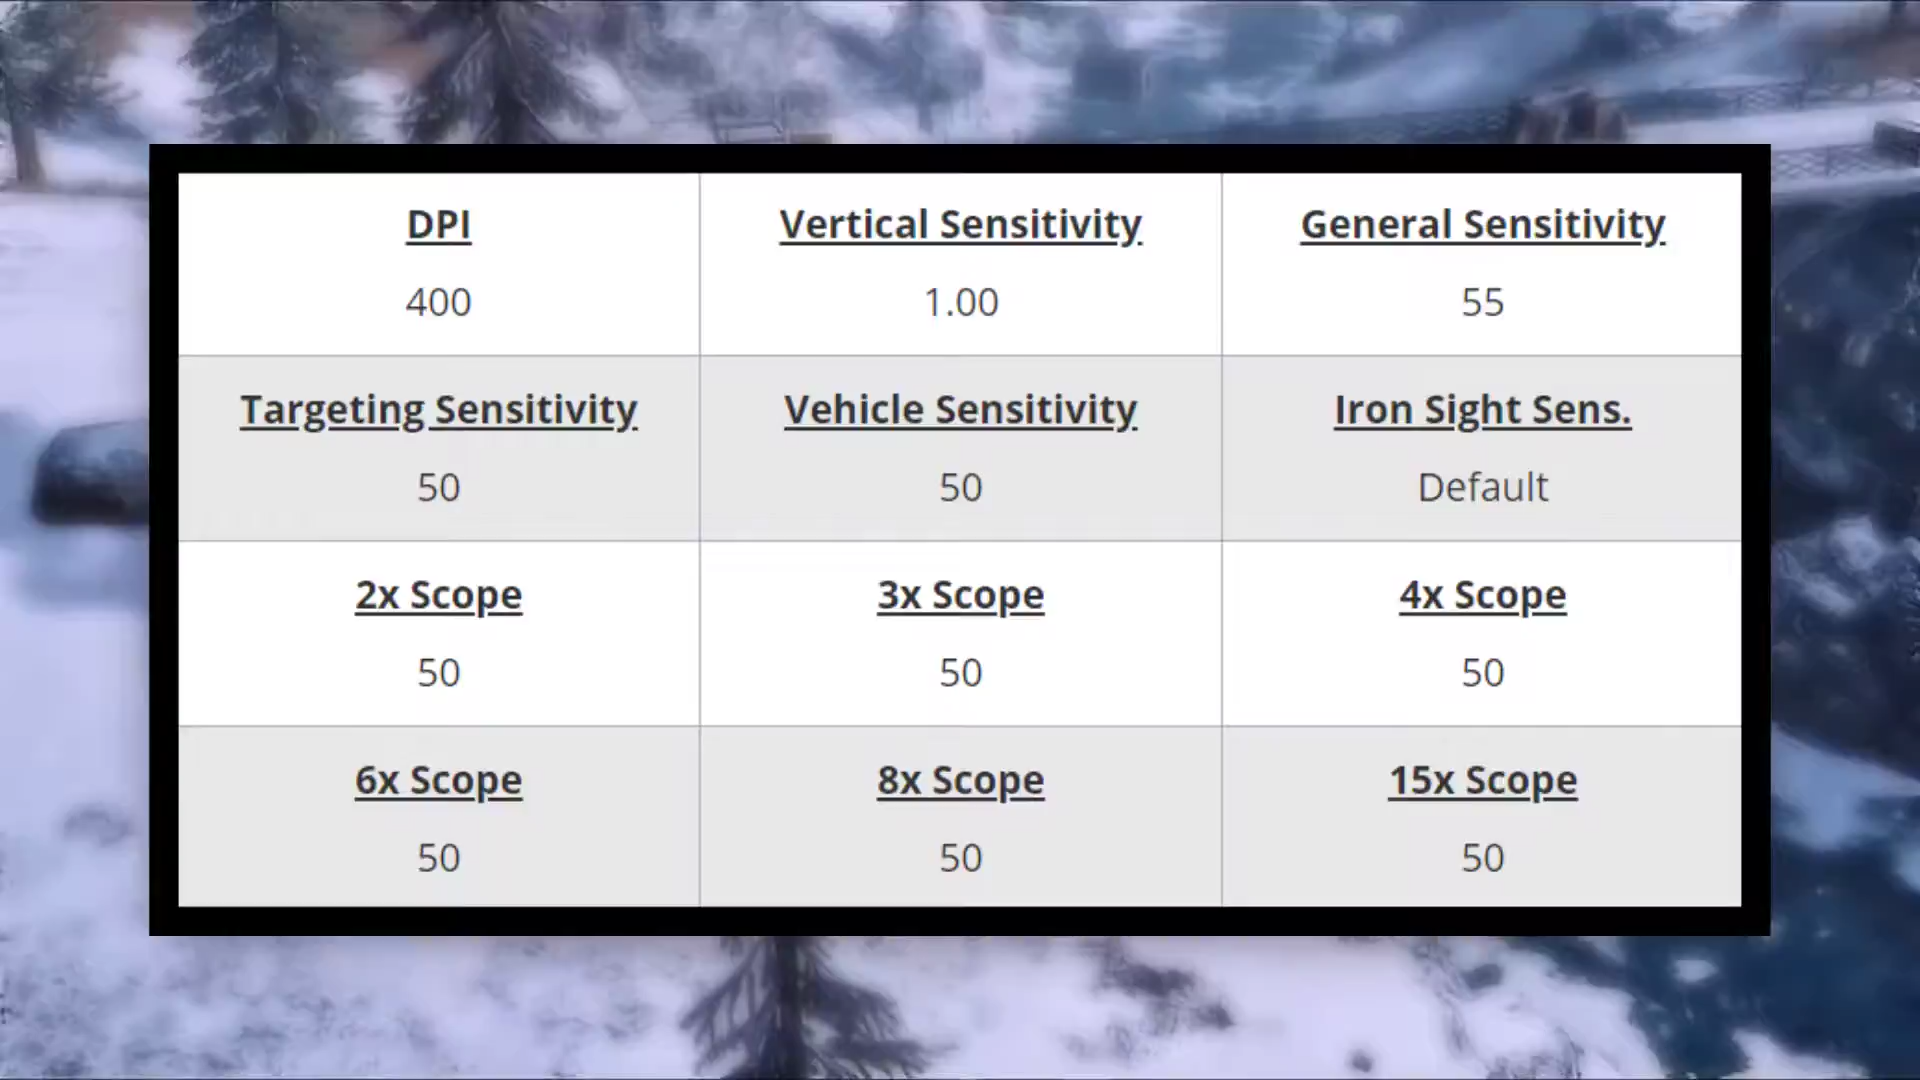 DPI
Vertical Sensitivity
General Sensitivity
400
1.00
55
Targeting Sensitivity
Vehicle Sensitivity
Iron Sight Sens.
50
50
Default
2x Scope
3x Scope
4x Scope
50
50
50
6x Scope
8x Scope
15x Scope
50
50
50